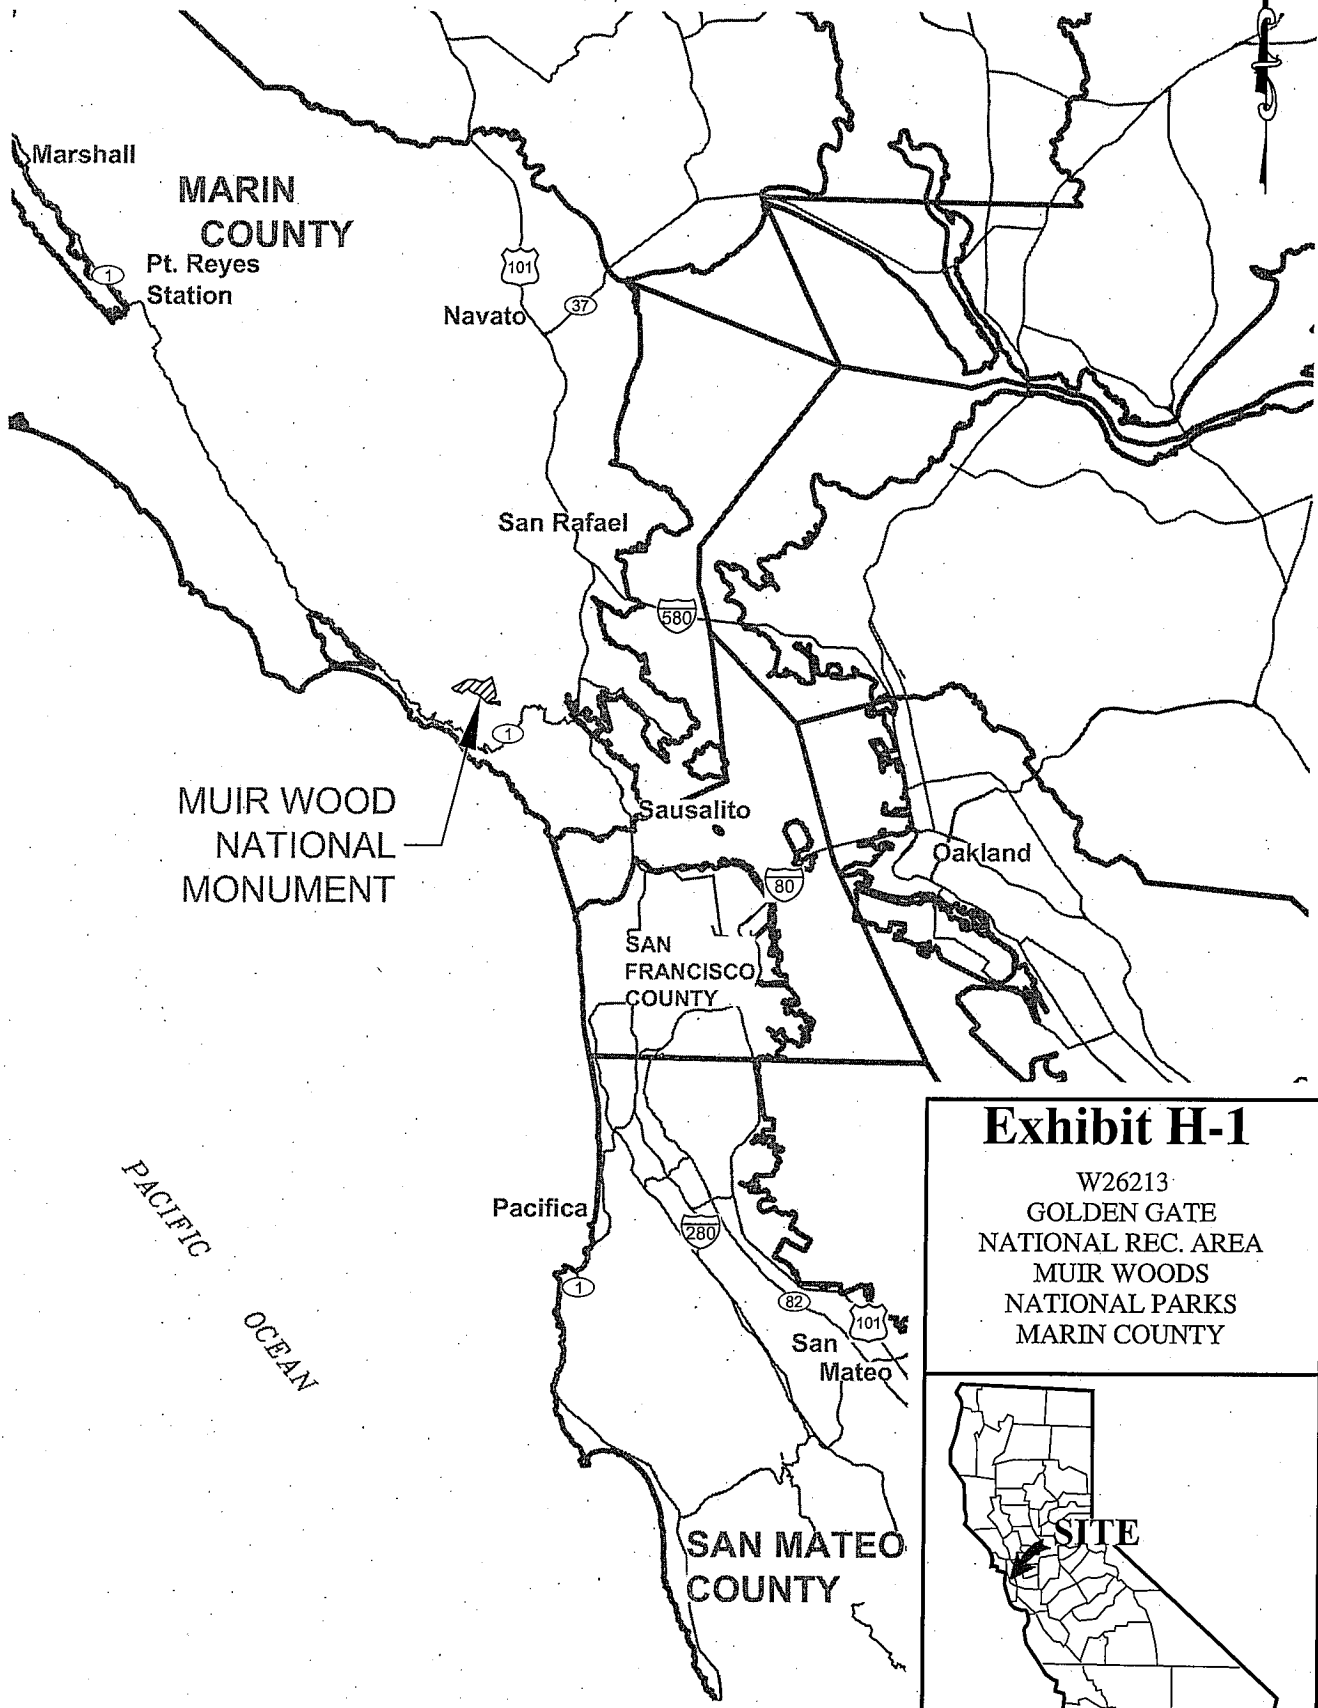 Marshall
MARIN
COUNTY
1
Pt. Reyes
Station
101
Navato
37
San Rafael
580
1
MUIR WOOD
NATIONAL
MONUMENT
Sausalito
80
Oakland
SAN
FRANCISCO
COUNTY
PACIFIC
OCEAN
Pacifica
280
1
82
101
San
Mateo
SAN MATEO
COUNTY
Exhibit H-1
W26213
GOLDEN GATE
NATIONAL REC. AREA
MUIR WOODS
NATIONAL PARKS
MARIN COUNTY
SITE